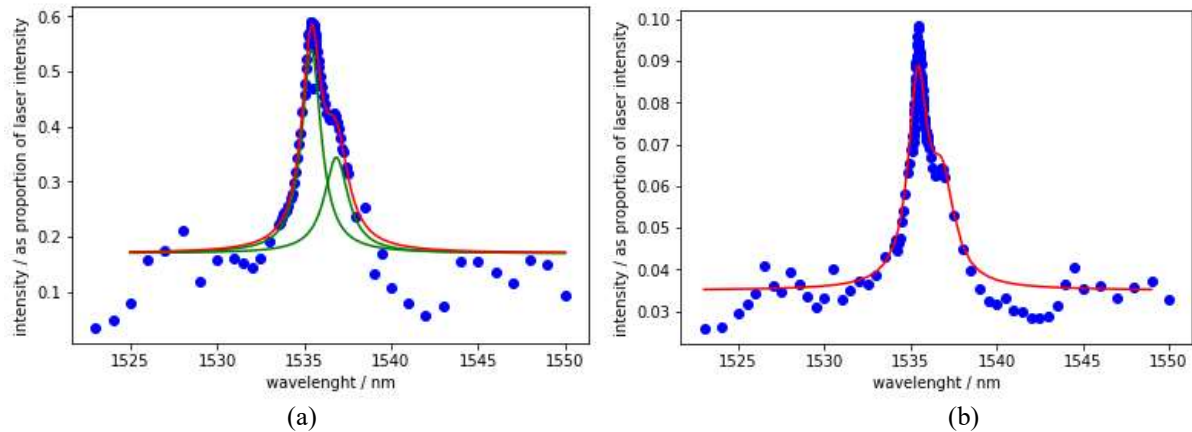 0.6
0.5
0.4
0.3
0.2
0.1
intensity / as proportion of laser intensity
1525 1530 1535 1540 1545 1550
wavelenght / nm
(a)
0.10
0.09
0.08
0.07
0.06
0.05
0.04
0.03
intensity / as proportion of laser intensity
1525 1530 1535 1540 1545 1550
wavelenght / nm
(b)